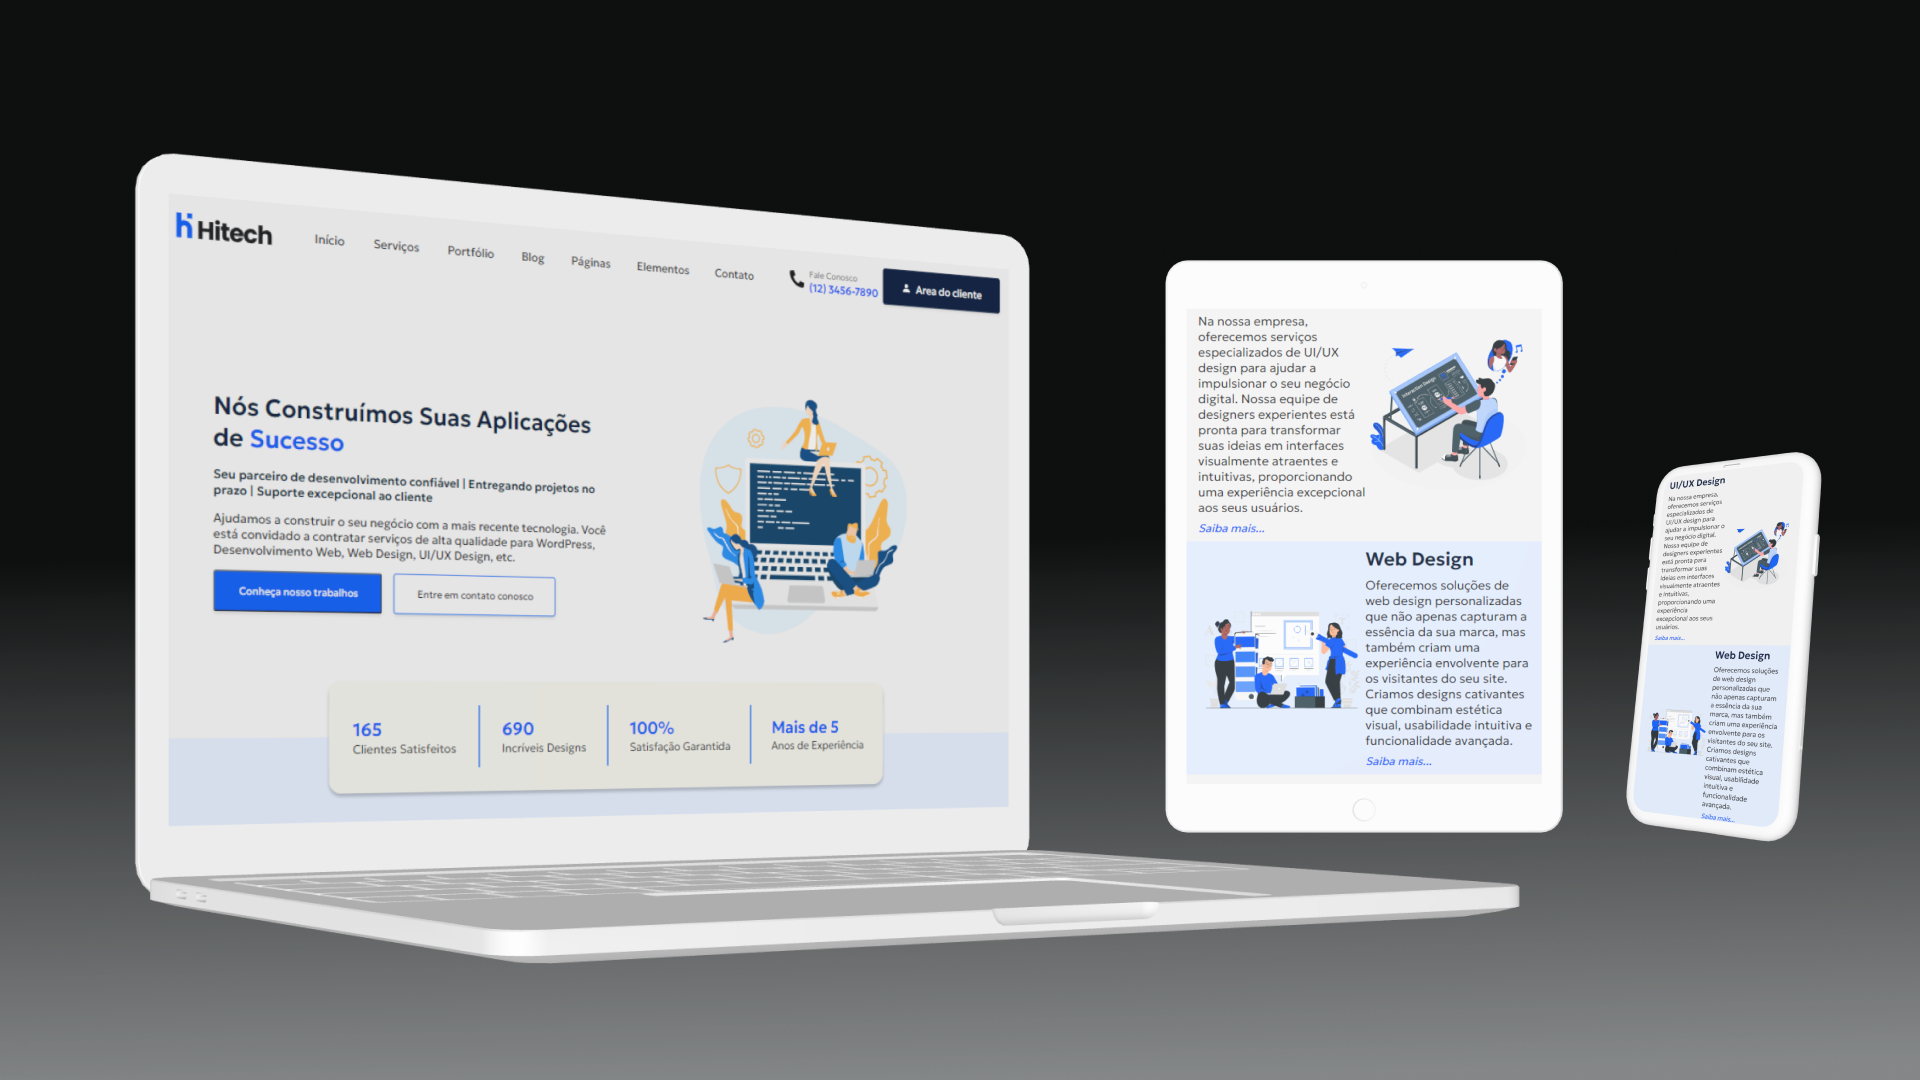 Hitech
Início
Serviços
Portfólio
Blog
Páginas
Elementos
Contato
Fale Conosco
(12) 3456-7890
Area do cliente
Nós Construímos Suas Aplicações
de Sucesso
Seu parceiro de desenvolvimento confiável | Entregando projetos no
prazo | Suporte excepcional ao cliente
Ajudamos a construir o seu negócio com a mais recente tecnologia. Você
está convidado a contratar serviços de alta qualidade para WordPress,
Desenvolvimento Web, Web Design, UI/UX Design, etc.
Conheça nosso trabalhos
Entre em contato conosco
165
Clientes Satisfeitos
690
Incríveis Designs
100%
Satisfação Garantida
Mais de 5
Anos de Experiência
Na nossa empresa,
oferecemos serviços
especializados de UI/UX
design para ajudar a
impulsionar o seu negócio
digital. Nossa equipe de
designers experientes está
pronta para transformar
suas ideias em interfaces
visualmente atraentes e
intuitivas, proporcionando
uma experiência excepcional
aos seus usuários.
Saiba mais...
Interaction Design
Web Design
Oferecemos soluções de
web design personalizadas
que não apenas capturam a
essência da sua marca, mas
também criam uma
experiência envolvente para
os visitantes do seu site.
Criamos designs cativantes
que combinam estética
visual, usabilidade intuitiva e
funcionalidade avançada.
Saiba mais...
UI/UX Design
Na nossa empresa,
oferecemos serviços
especializados de
UI/UX design para
ajudar a impulsionar o
seu negócio digital.
Nossa equipe de
designers experientes
está pronta para
transformar suas
ideias em interfaces
visualmente atraentes
e intuitivas,
proporcionando uma
experiência
excepcional aos seus
usuários.
Saiba mais...
Web Design
Oferecemos soluções
de web design
personalizadas que
não apenas capturam
a essência da sua
marca, mas também
criam uma experiência
envolvente para os
visitantes do seu site.
Criamos designs
cativantes que
combinam estética
visual, usabilidade
intuitiva e
funcionalidade
avançada.
Saiba mais...